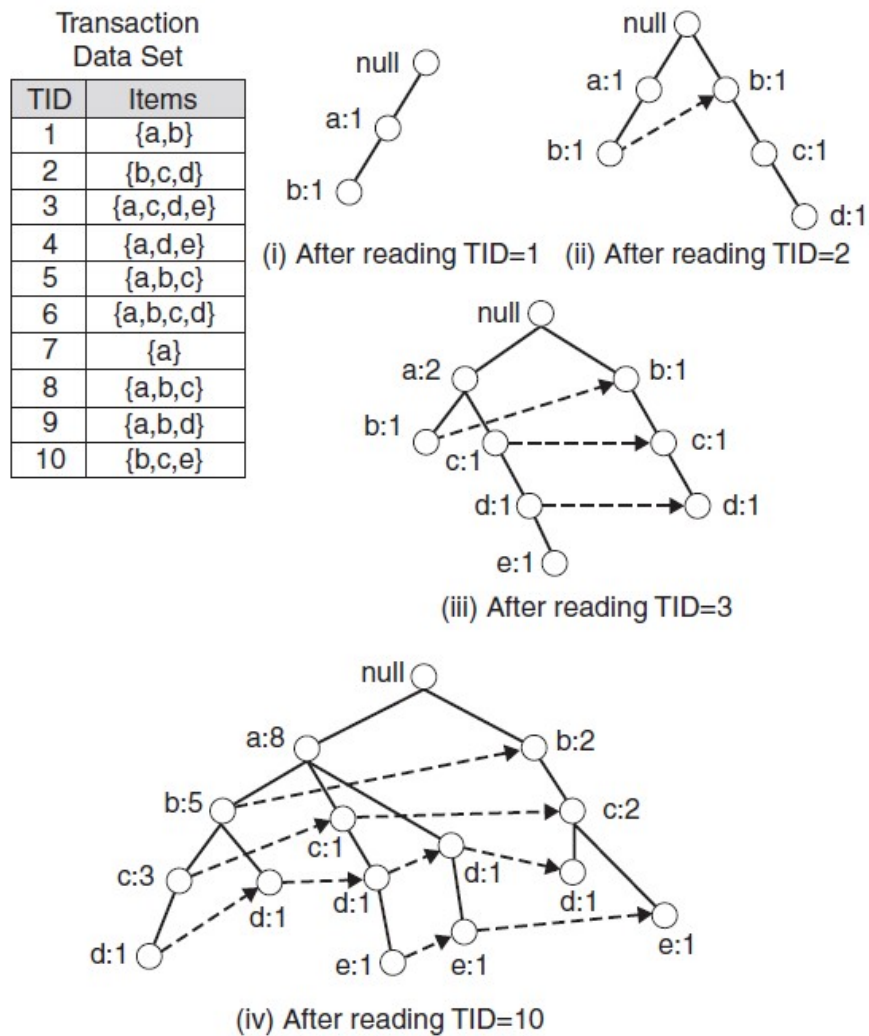 Transaction
Data Set
TID Items
1 {a,b}
2 {b,c,d}
3 {a,c,d,e}
4 {a,d,e}
5 {a,b,c}
6 {a,b,c,d}
7 {a}
8 {a,b,c}
9 {a,b,d}
10 {b,c,e}
null
a:1
b:1
(i) After reading TID=1
null
a:1
b:1
b:1
c:1
d:1
(ii) After reading TID=2
null
a:2
b:1
b:1
c:1
c:1
d:1
d:1
e:1
(iii) After reading TID=3
null
a:8
b:2
b:5
c:2
c:1
c:3
d:1
d:1
d:1
d:1
d:1
e:1
e:1
e:1
(iv) After reading TID=10